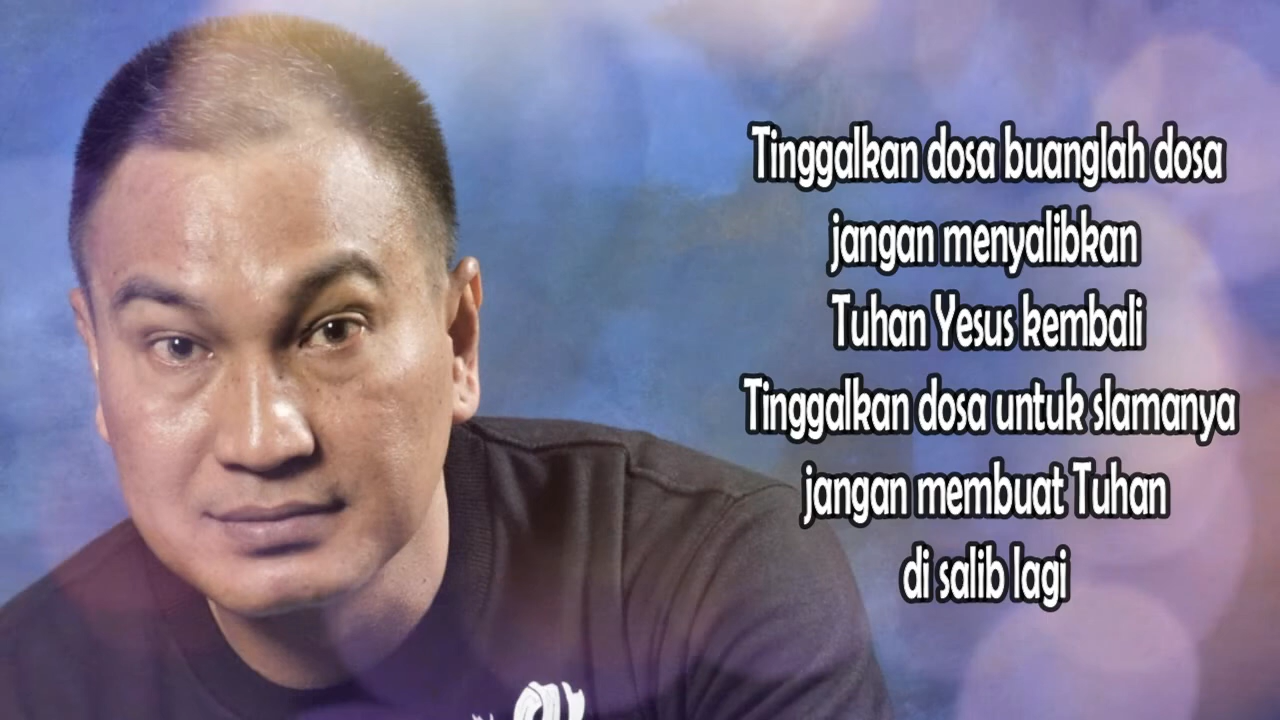 Tinggalkan dosa buanglah dosa
jangan menyalibkan
Tuhan Yesus kembali
Tinggalkan dosa untuk slamanya
jangan membuat Tuhan
di salib lagi